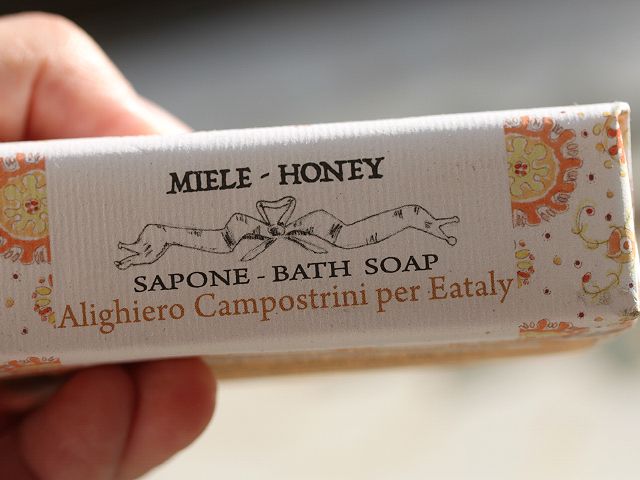 MIELE - HONEY
SAPONE - BATH SOAP
Alighiero Campostrini per Eataly